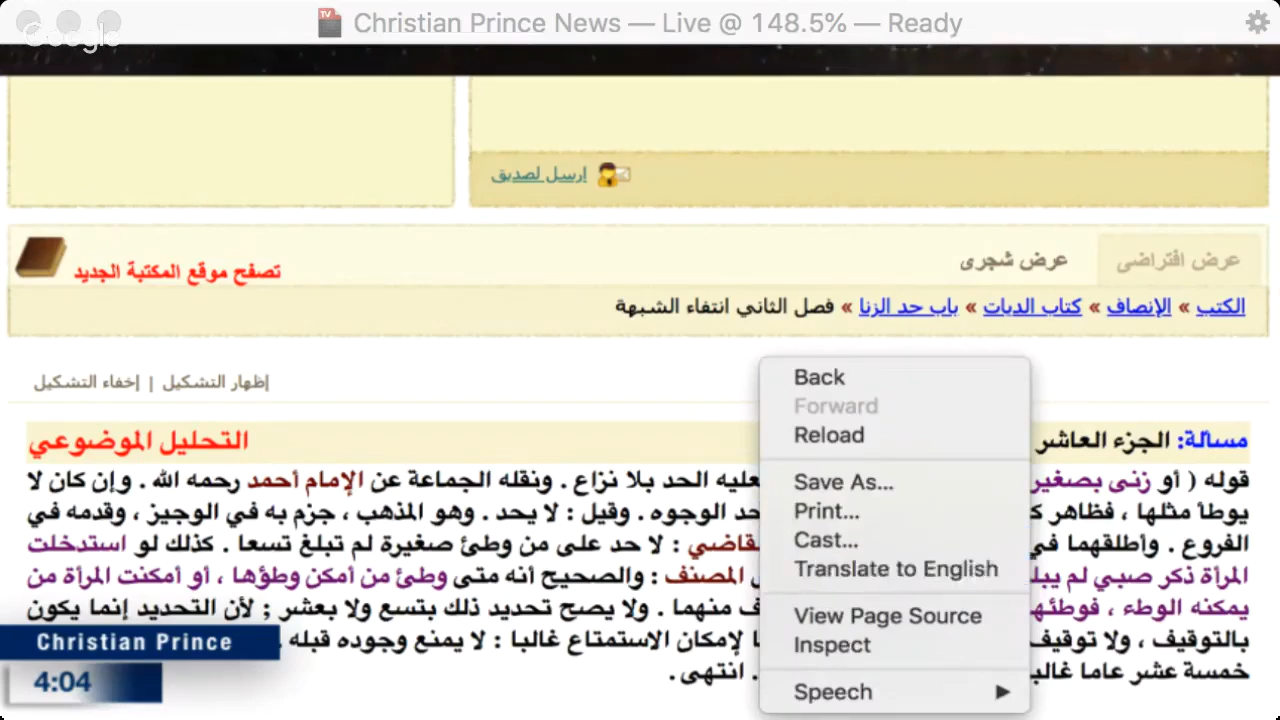 Christian Prince News — Live @ 148.5% — Ready
Google
ارسل لصديق
عرض افتراضى
عرض شجرى
تصفح موقع المكتبة الجديد
الكتب » الإنصاف » كتاب الديات » باب حد الزنا » فصل الثاني انتفاء الشبهة
إظهار التشكيل | إخفاء التشكيل
مسألة: الجزء العاشر
التحليل الموضوعي
قوله ( أو زنى بصغير عليه الحد بلا نزاع . ونقله الجماعة عن الإمام أحمد رحمه الله . وإن كان لا
يوطأ مثلها ، فظاهر حد الوجوه . وقيل : لا يحد . وهو المذهب ، جزم به في الوجيز ، وقدمه في
الفروع . وأطلقهما في : لا حد على من وطئ صغيرة لم تبلغ تسعا . كذلك لو استدخلت
المرأة ذكر صبي لم المصنف : والصحيح أنه متى وطئ من أمكن وطؤها ، أو أمكنت المرأة من
يمكنه الوطء ، منهما . ولا يصح تحديد ذلك بتسع ولا بعشر ; لأن التحديد إنما يكون
بالتوقيف ، ولا لإمكان الاستمتاع غالبا : لا يمنع وجوده قبله
خمسة عشر عاما . انتهى .
Back
Forward
Reload
Save As...
Print...
Cast...
Translate to English
View Page Source
Inspect
Speech
Christian Prince
4:04